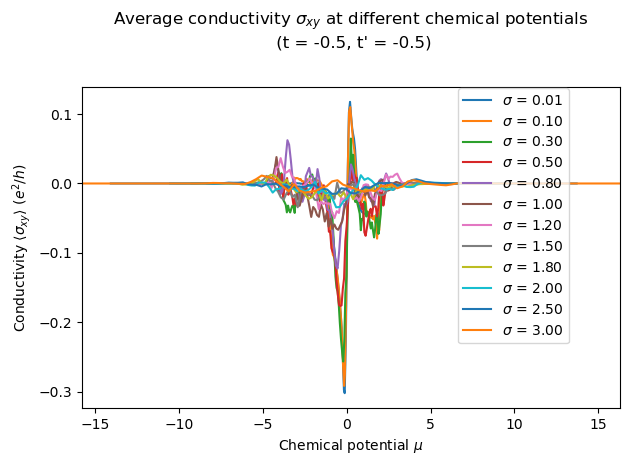 Average conductivity σxy at different chemical potentials
(t = -0.5, t' = -0.5)
Conductivity ⟨σxy⟩ (e²/h)
0.1
0.0
−0.1
−0.2
−0.3
σ = 0.01
σ = 0.10
σ = 0.30
σ = 0.50
σ = 0.80
σ = 1.00
σ = 1.20
σ = 1.50
σ = 1.80
σ = 2.00
σ = 2.50
σ = 3.00
−15
−10
−5
0
5
10
15
Chemical potential μ